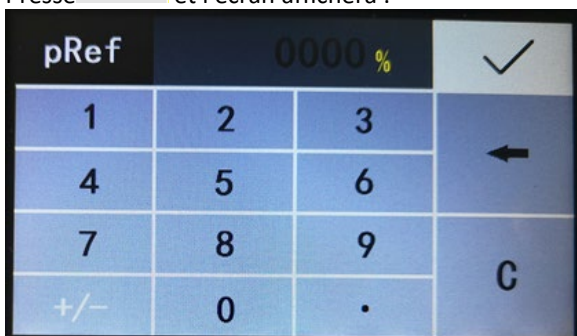 et l'écran affichera :
pRef 0000 %
1 2 3
4 5 6
7 8 9
+/- 0 .
C